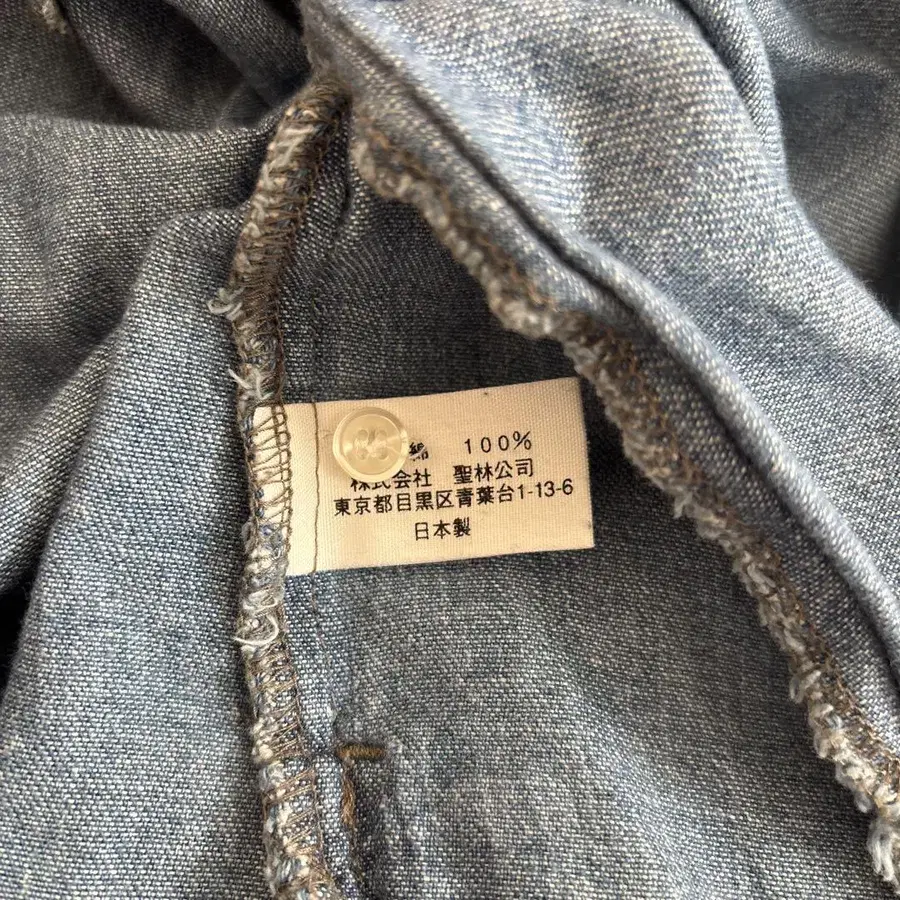 綿 100%
株式会社 聖林公司
東京都目黒区青葉台1-13-6
日本製